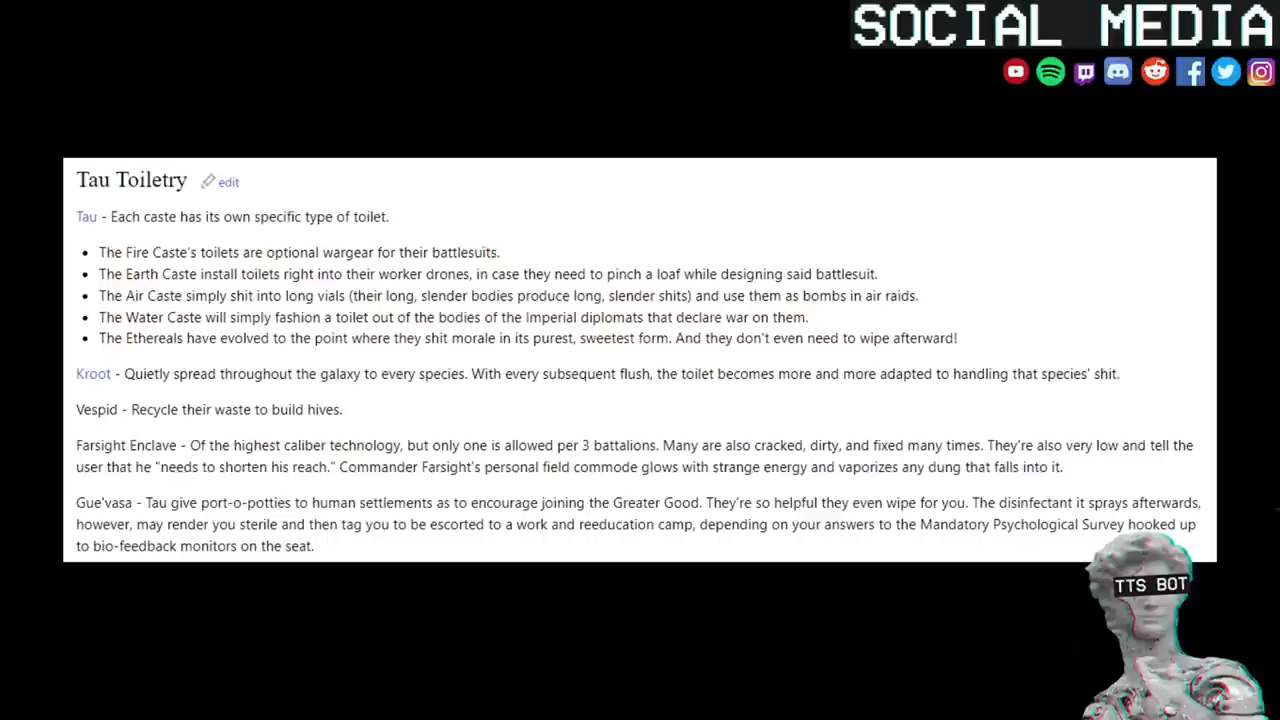 SOCIAL MEDIA
Tau Toiletry edit
Tau - Each caste has its own specific type of toilet.
• The Fire Caste's toilets are optional wargear for their battlesuits.
• The Earth Caste install toilets right into their worker drones, in case they need to pinch a loaf while designing said battlesuit.
• The Air Caste simply shit into long vials (their long, slender bodies produce long, slender shits) and use them as bombs in air raids.
• The Water Caste will simply fashion a toilet out of the bodies of the Imperial diplomats that declare war on them.
• The Ethereals have evolved to the point where they shit morale in its purest, sweetest form. And they don't even need to wipe afterward!
Kroot - Quietly spread throughout the galaxy to every species. With every subsequent flush, the toilet becomes more and more adapted to handling that species' shit.
Vespid - Recycle their waste to build hives.
Farsight Enclave - Of the highest caliber technology, but only one is allowed per 3 battalions. Many are also cracked, dirty, and fixed many times. They're also very low and tell the
user that he "needs to shorten his reach." Commander Farsight's personal field commode glows with strange energy and vaporizes any dung that falls into it.
Gue'vasa - Tau give port-o-potties to human settlements as to encourage joining the Greater Good. They're so helpful they even wipe for you. The disinfectant it sprays afterwards,
however, may render you sterile and then tag you to be escorted to a work and reeducation camp, depending on your answers to the Mandatory Psychological Survey hooked up
to bio-feedback monitors on the seat.
TTS BOT